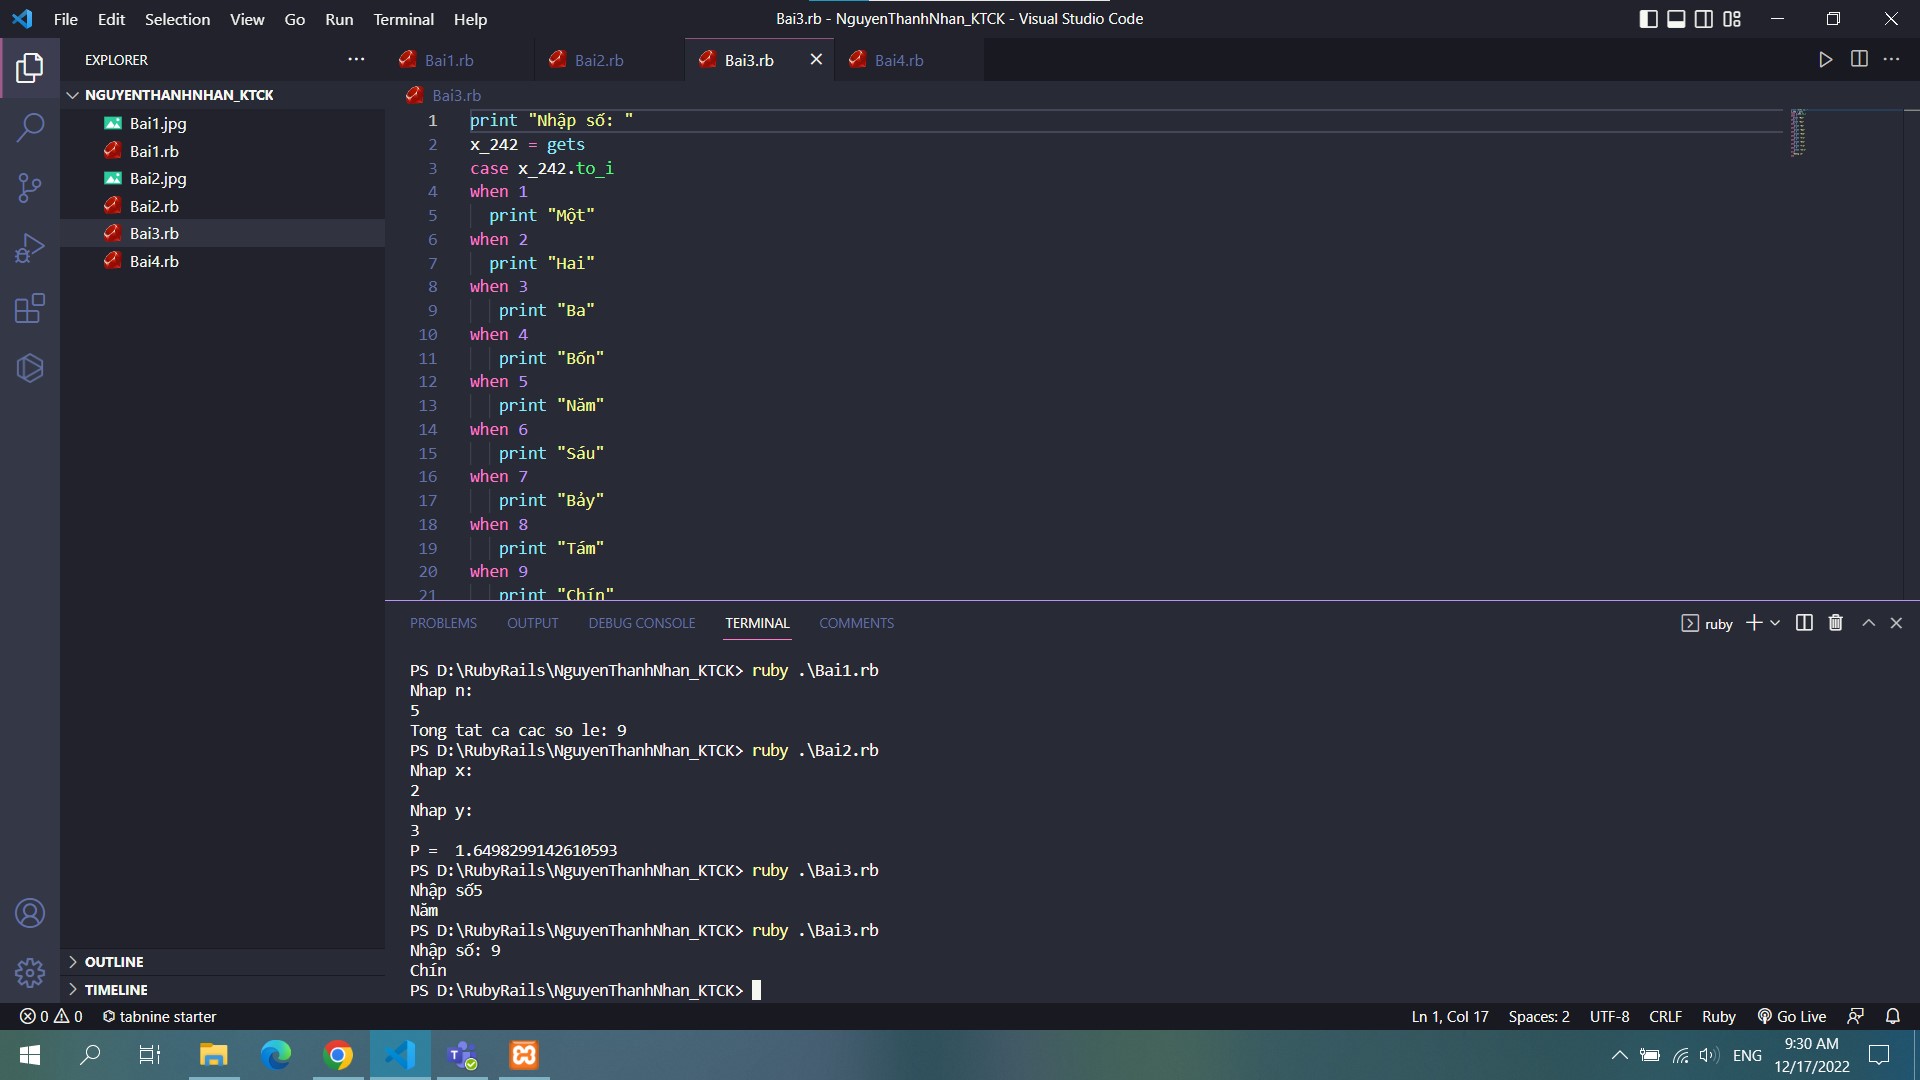 File Edit Selection View Go Run Terminal Help
Bai3.rb - NguyenThanhNhan_KTCK - Visual Studio Code
EXPLORER
Bai1.rb
Bai2.rb
Bai3.rb
Bai4.rb
NGUYENTHANHNHAN_KTCK
Bai1.jpg
Bai1.rb
Bai2.jpg
Bai2.rb
Bai3.rb
Bai4.rb
Bai3.rb
1 print "Nhập số: "
2 x_242 = gets
3 case x_242.to_i
4 when 1
5 print "Một"
6 when 2
7 print "Hai"
8 when 3
9 print "Ba"
10 when 4
11 print "Bốn"
12 when 5
13 print "Năm"
14 when 6
15 print "Sáu"
16 when 7
17 print "Bảy"
18 when 8
19 print "Tám"
20 when 9
21 print "Chín"
PROBLEMS OUTPUT DEBUG CONSOLE TERMINAL COMMENTS
ruby
PS D:\RubyRails\NguyenThanhNhan_KTCK> ruby .\Bai1.rb
Nhap n:
5
Tong tat ca cac so le: 9
PS D:\RubyRails\NguyenThanhNhan_KTCK> ruby .\Bai2.rb
Nhap x:
2
Nhap y:
3
P =  1.6498299142610593
PS D:\RubyRails\NguyenThanhNhan_KTCK> ruby .\Bai3.rb
Nhập số5
Năm
PS D:\RubyRails\NguyenThanhNhan_KTCK> ruby .\Bai3.rb
Nhập số: 9
Chín
PS D:\RubyRails\NguyenThanhNhan_KTCK>
OUTLINE
TIMELINE
0 0 tabnine starter
Ln 1, Col 17 Spaces: 2 UTF-8 CRLF Ruby Go Live
ENG
9:30 AM
12/17/2022